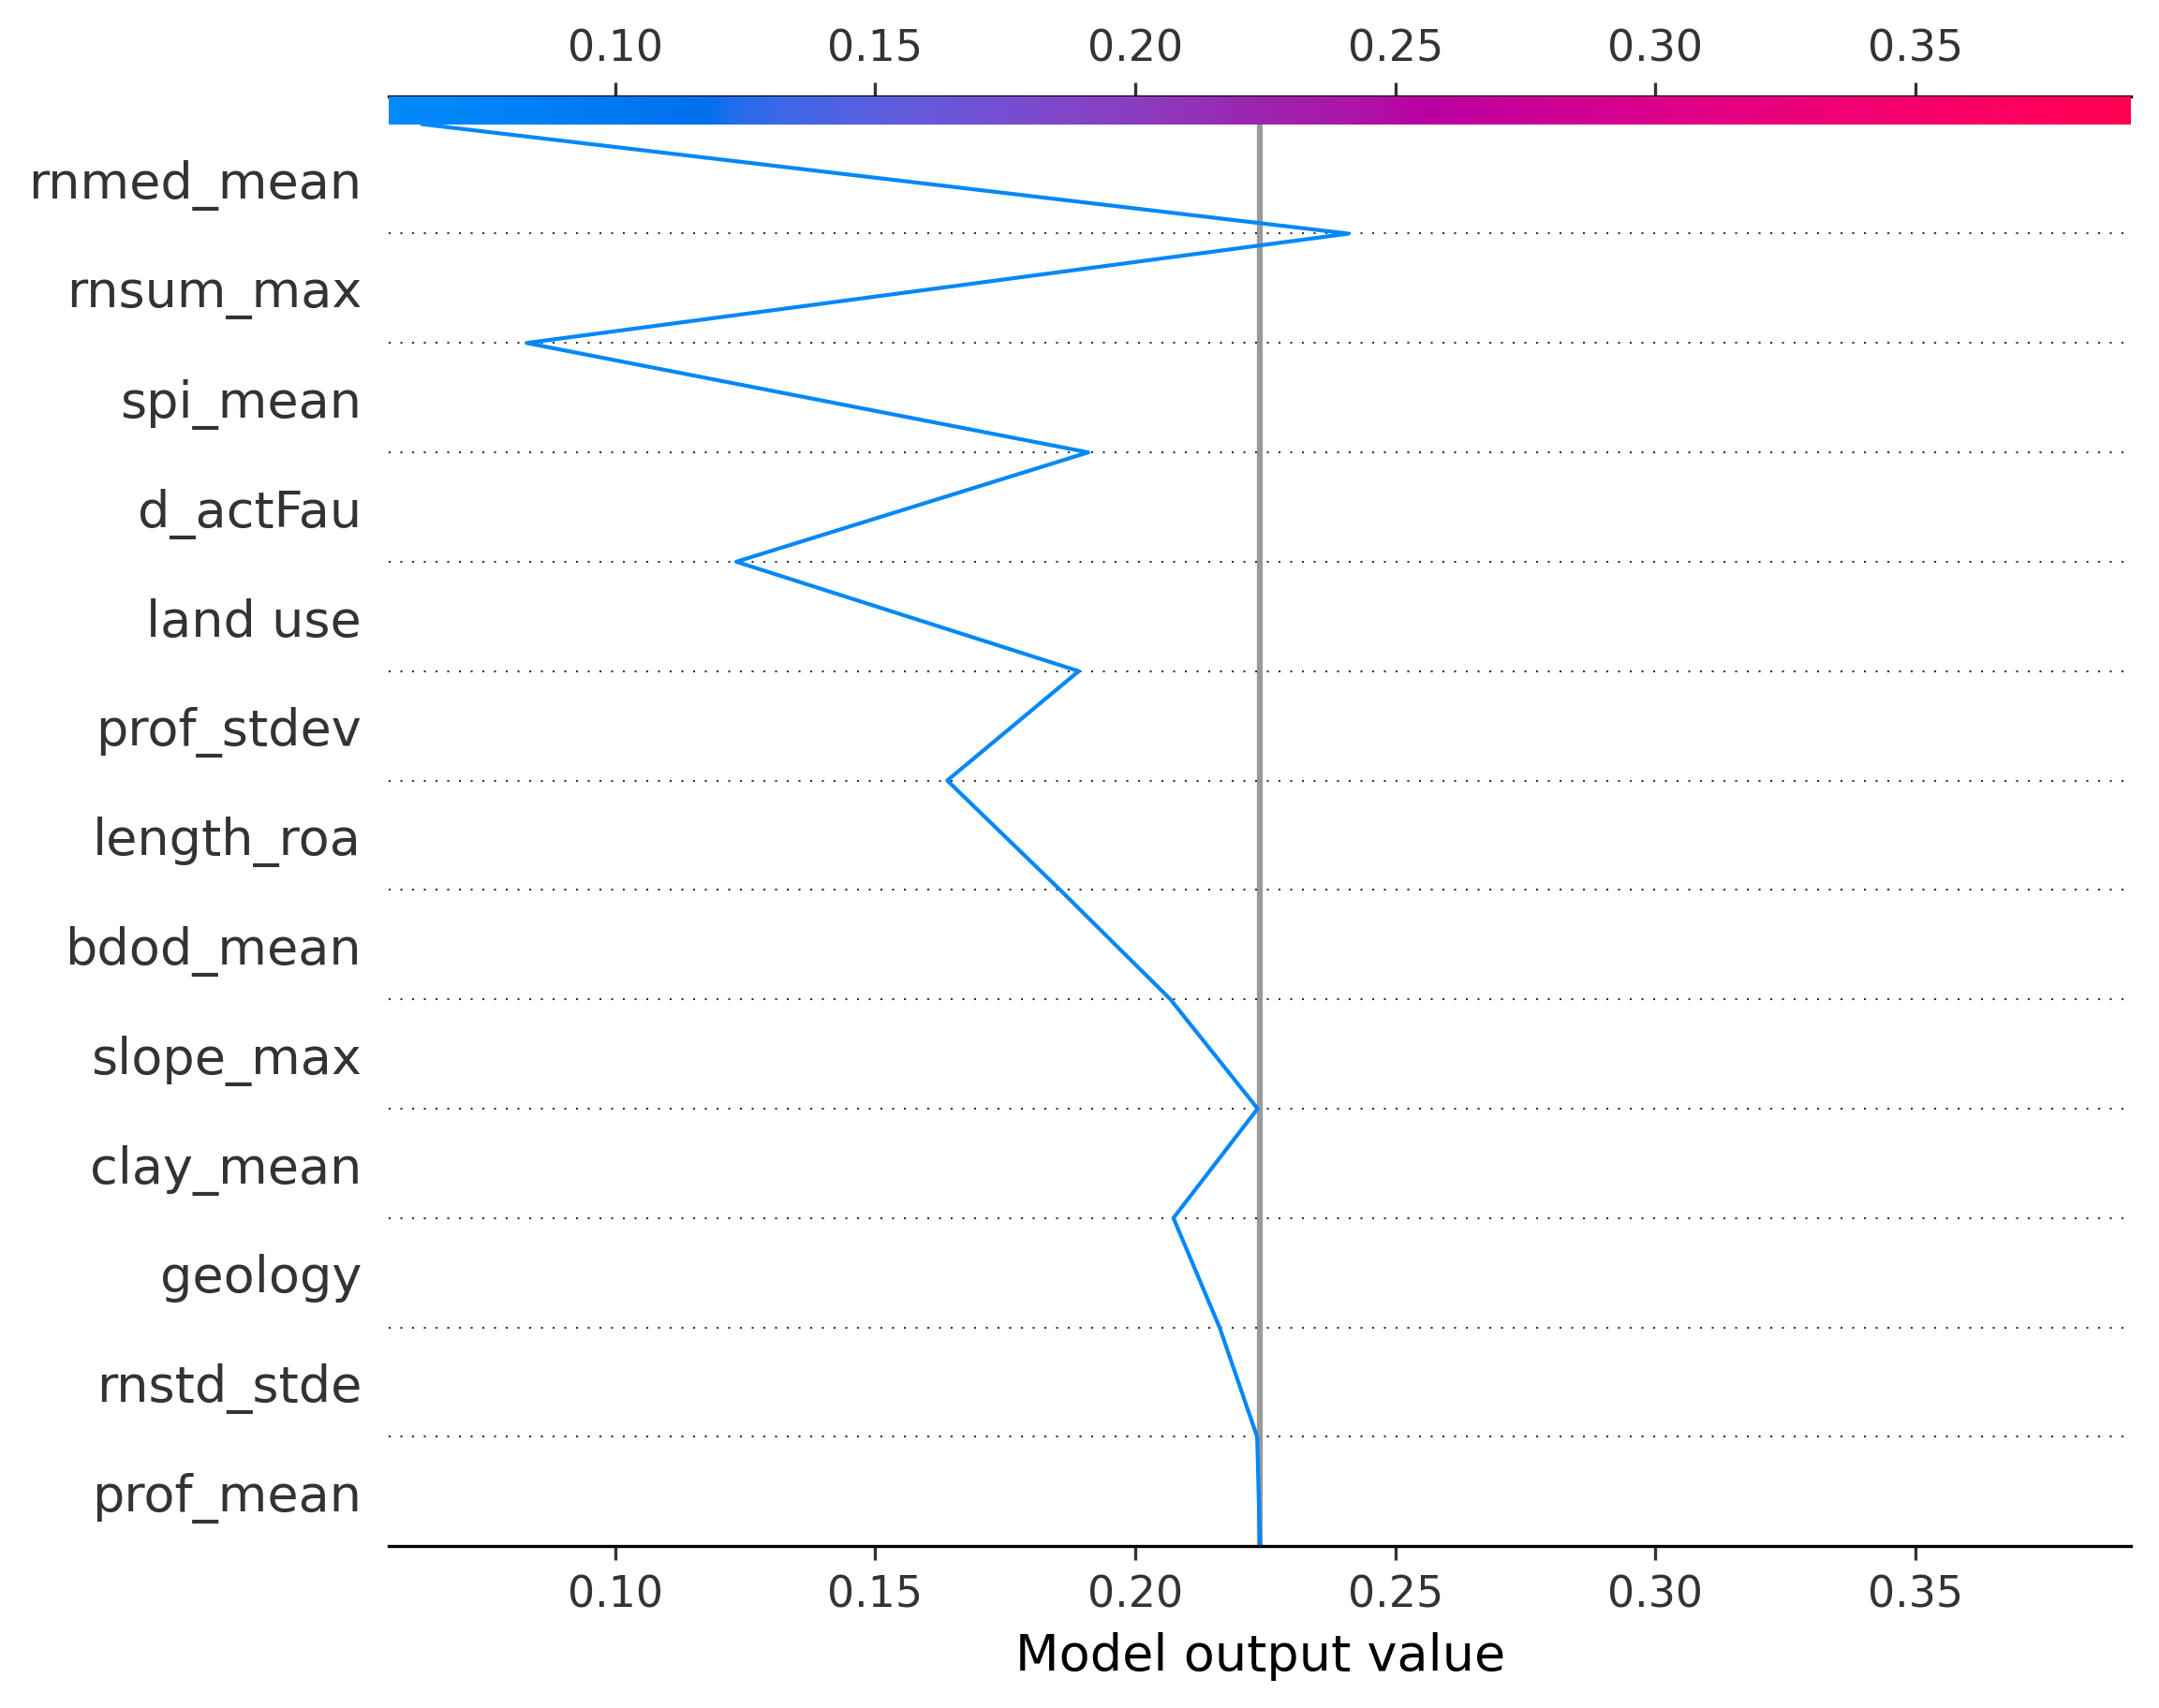 0.10 0.15 0.20 0.25 0.30 0.35
rnmed_mean
rnsum_max
spi_mean
d_actFau
land use
prof_stdev
length_roa
bdod_mean
slope_max
clay_mean
geology
rnstd_stde
prof_mean
0.10 0.15 0.20 0.25 0.30 0.35
Model output value